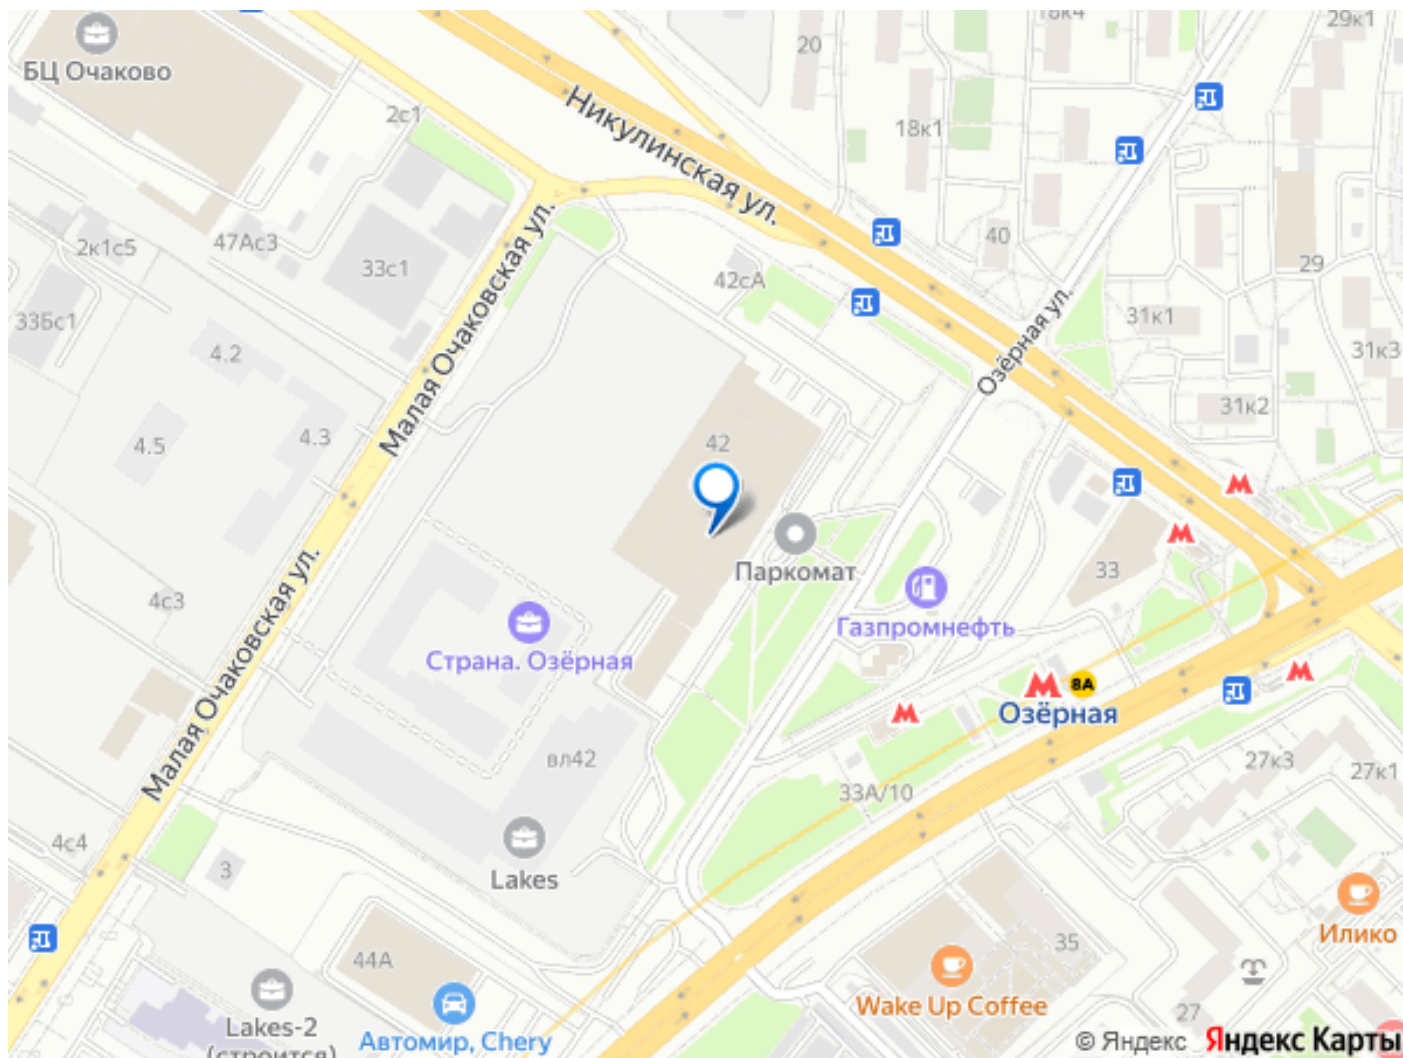 18к4
29к1
20
БЦ Очаково
2с1
18к1
Никулинская ул.
47Ас3
2к1с5
33с1
40
29
42сА
Малая Очаковская ул.
Озёрная ул.
33Бс1
4.2
31к1
31к3
31к2
4.5
4.3
42
Паркомат
33
4с3
Газпромнефть
Страна. Озёрная
8А
Озёрная
Малая Очаковская ул.
вл42
27к3
27к1
33А/10
4с4
3
Lakes
35
Илико
44А
Wake Up Coffee
27
Lakes-2
(строится)
Автомир, Chery
© Яндекс Яндекс Карты